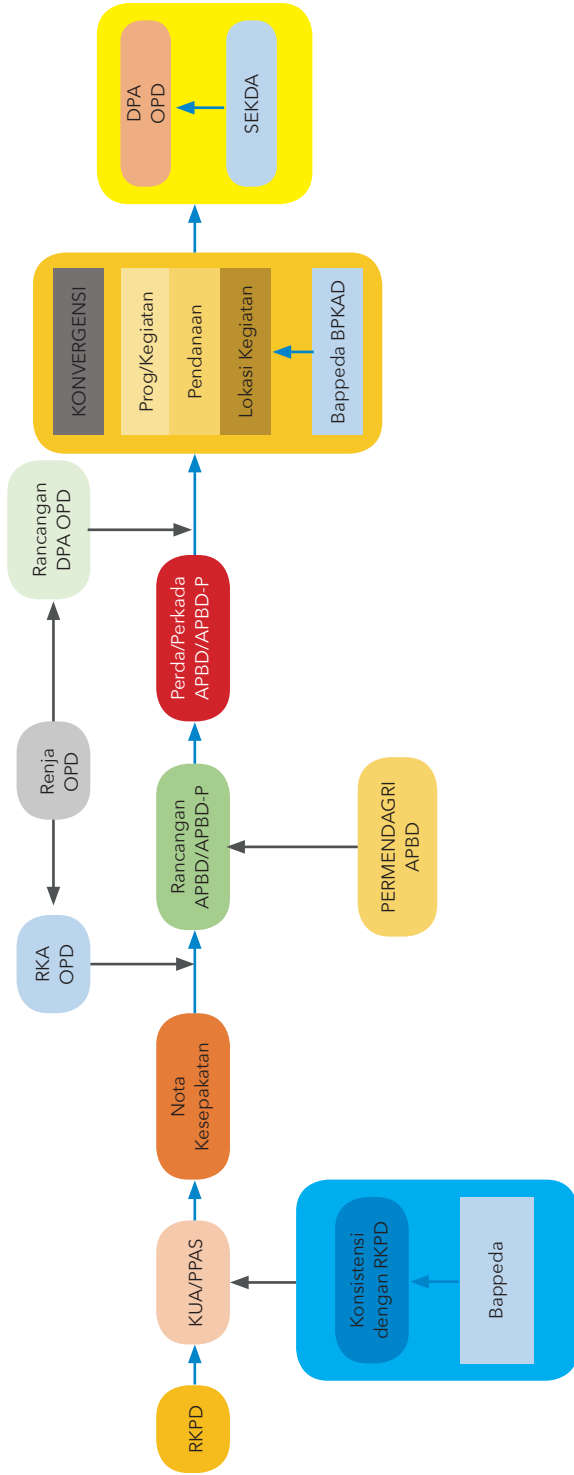 RKPD
KUA/PPAS
Konsistensi
dengan RKPD
Bappeda
Nota
Kesepakatan
RKA
OPD
Renja
OPD
Rancangan
DPA OPD
Rancangan
APBD/APBD-P
PERMENDAGRI
APBD
Perda/Perkada
APBD/APBD-P
KONVERGENSI
Prog/Kegiatan
Pendanaan
Lokasi Kegiatan
Bappeda BPKAD
DPA
OPD
SEKDA